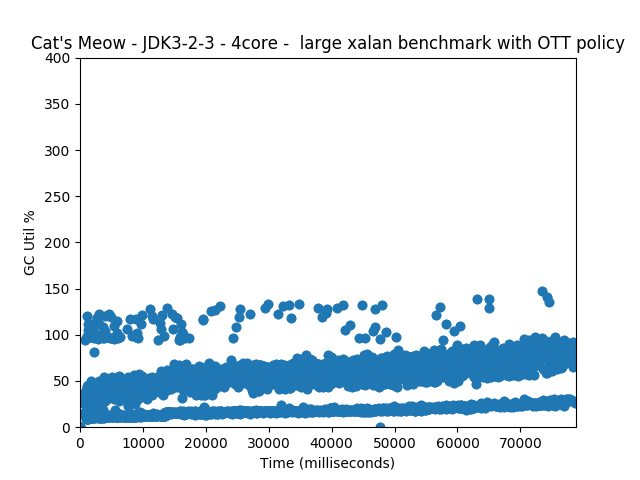 Cat's Meow - JDK3-2-3 - 4core -  large xalan benchmark with OTT policy
400
350
300
250
200
150
100
50
0
GC Util %
0 10000 20000 30000 40000 50000 60000 70000
Time (milliseconds)